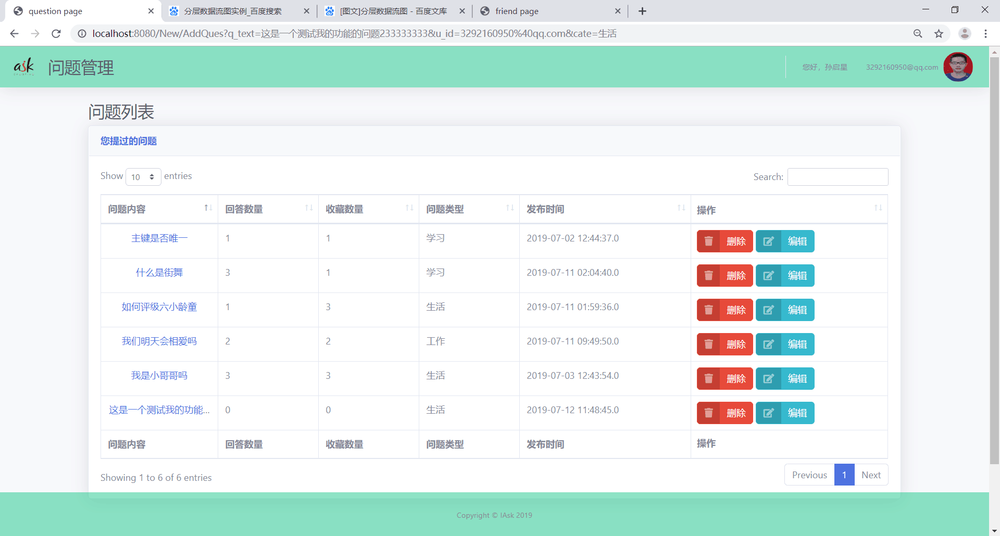 question page
分层数据流图实例_百度搜索
[图文]分层数据流图 - 百度文库
friend page
localhost:8080/New/AddQues?q_text=这是一个测试我的功能的问题233333333&u_id=3292160950%40qq.com&cate=生活
ask
问题管理
您好，孙启星
3292160950@qq.com
问题列表
您提过的问题
Show 10 entries
Search:
问题内容 回答数量 收藏数量 问题类型 发布时间 操作
主键是否唯一 1 1 学习 2019-07-02 12:44:37.0 删除 编辑
什么是街舞 3 1 学习 2019-07-11 02:04:40.0 删除 编辑
如何评级六小龄童 1 3 生活 2019-07-11 01:59:36.0 删除 编辑
我们明天会相爱吗 2 2 工作 2019-07-11 09:49:50.0 删除 编辑
我是小哥哥吗 3 3 生活 2019-07-03 12:43:54.0 删除 编辑
这是一个测试我的功能... 0 0 生活 2019-07-12 11:48:45.0 删除 编辑
问题内容 回答数量 收藏数量 问题类型 发布时间 操作
Showing 1 to 6 of 6 entries
Previous 1 Next
Copyright © IAsk 2019